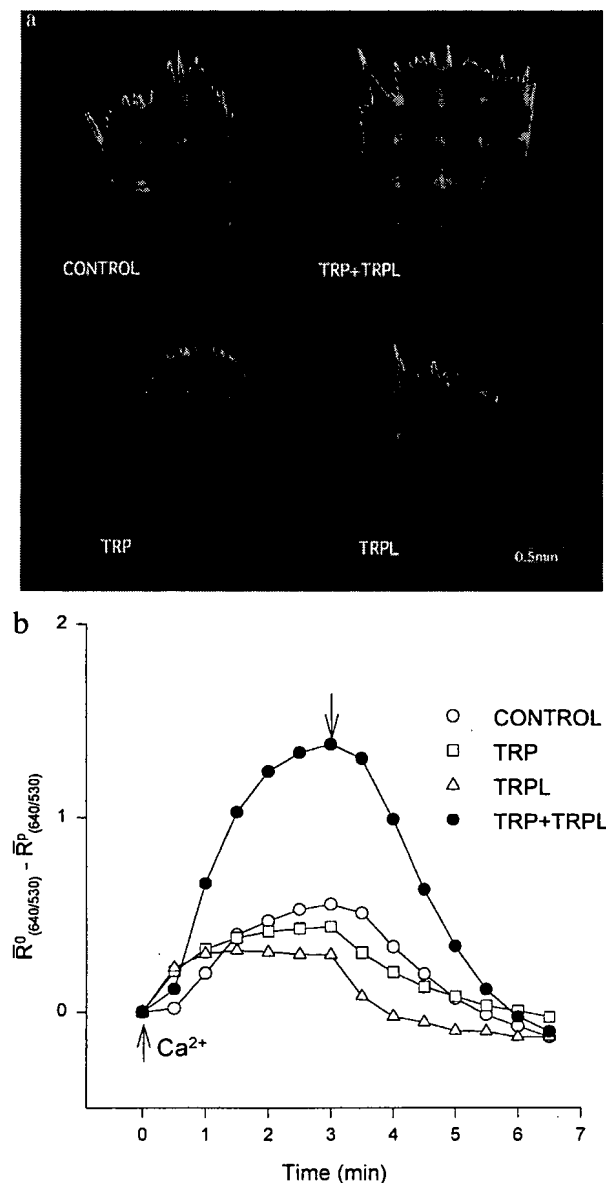 a
CONTROL
TRP+TRPL
TRP
TRPL
0.5min
b
2
1
0
R̄⁰(640/530) - R̄ᵖ(640/530)
CONTROL
TRP
TRPL
TRP+TRPL
Ca²⁺
0 1 2 3 4 5 6 7
Time (min)